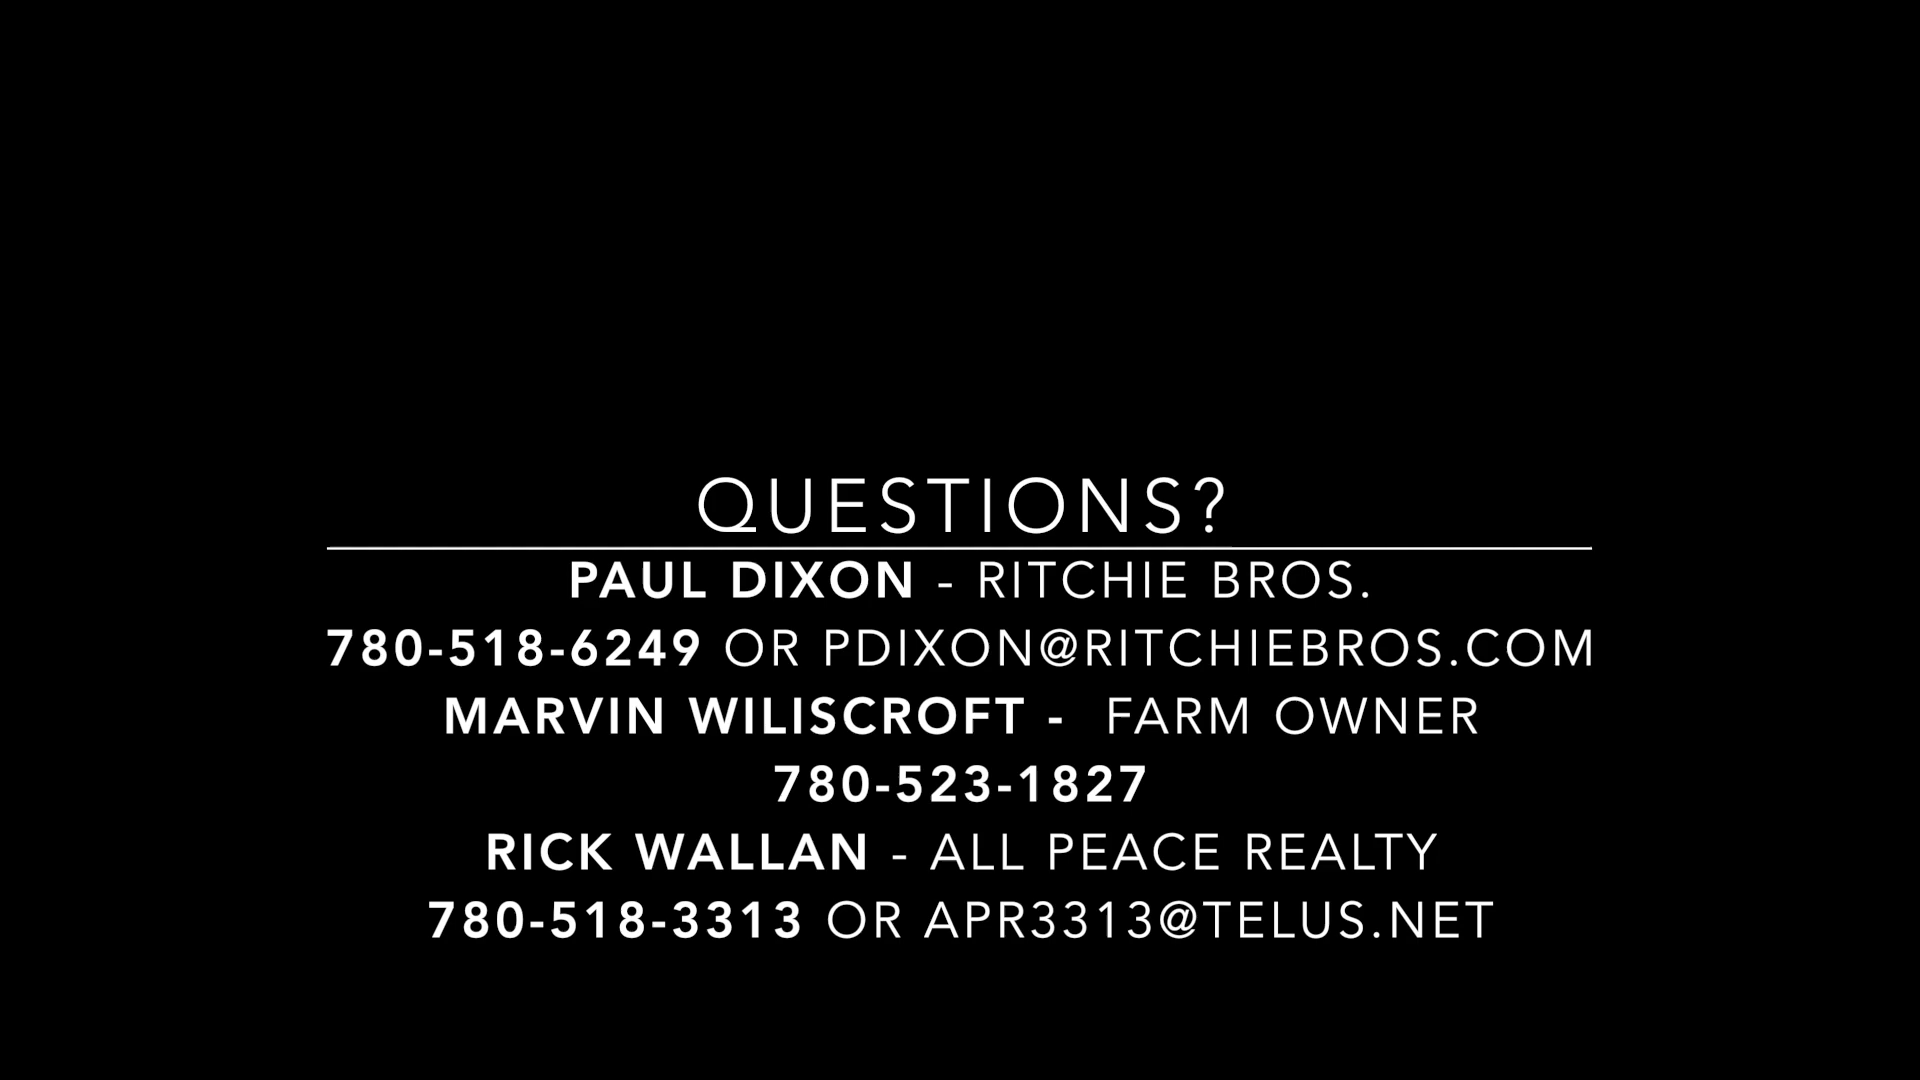 QUESTIONS?
PAUL DIXON - RITCHIE BROS.
780-518-6249 OR PDIXON@RITCHIEBROS.COM
MARVIN WILISCROFT - FARM OWNER
780-523-1827
RICK WALLAN - ALL PEACE REALTY
780-518-3313 OR APR3313@TELUS.NET